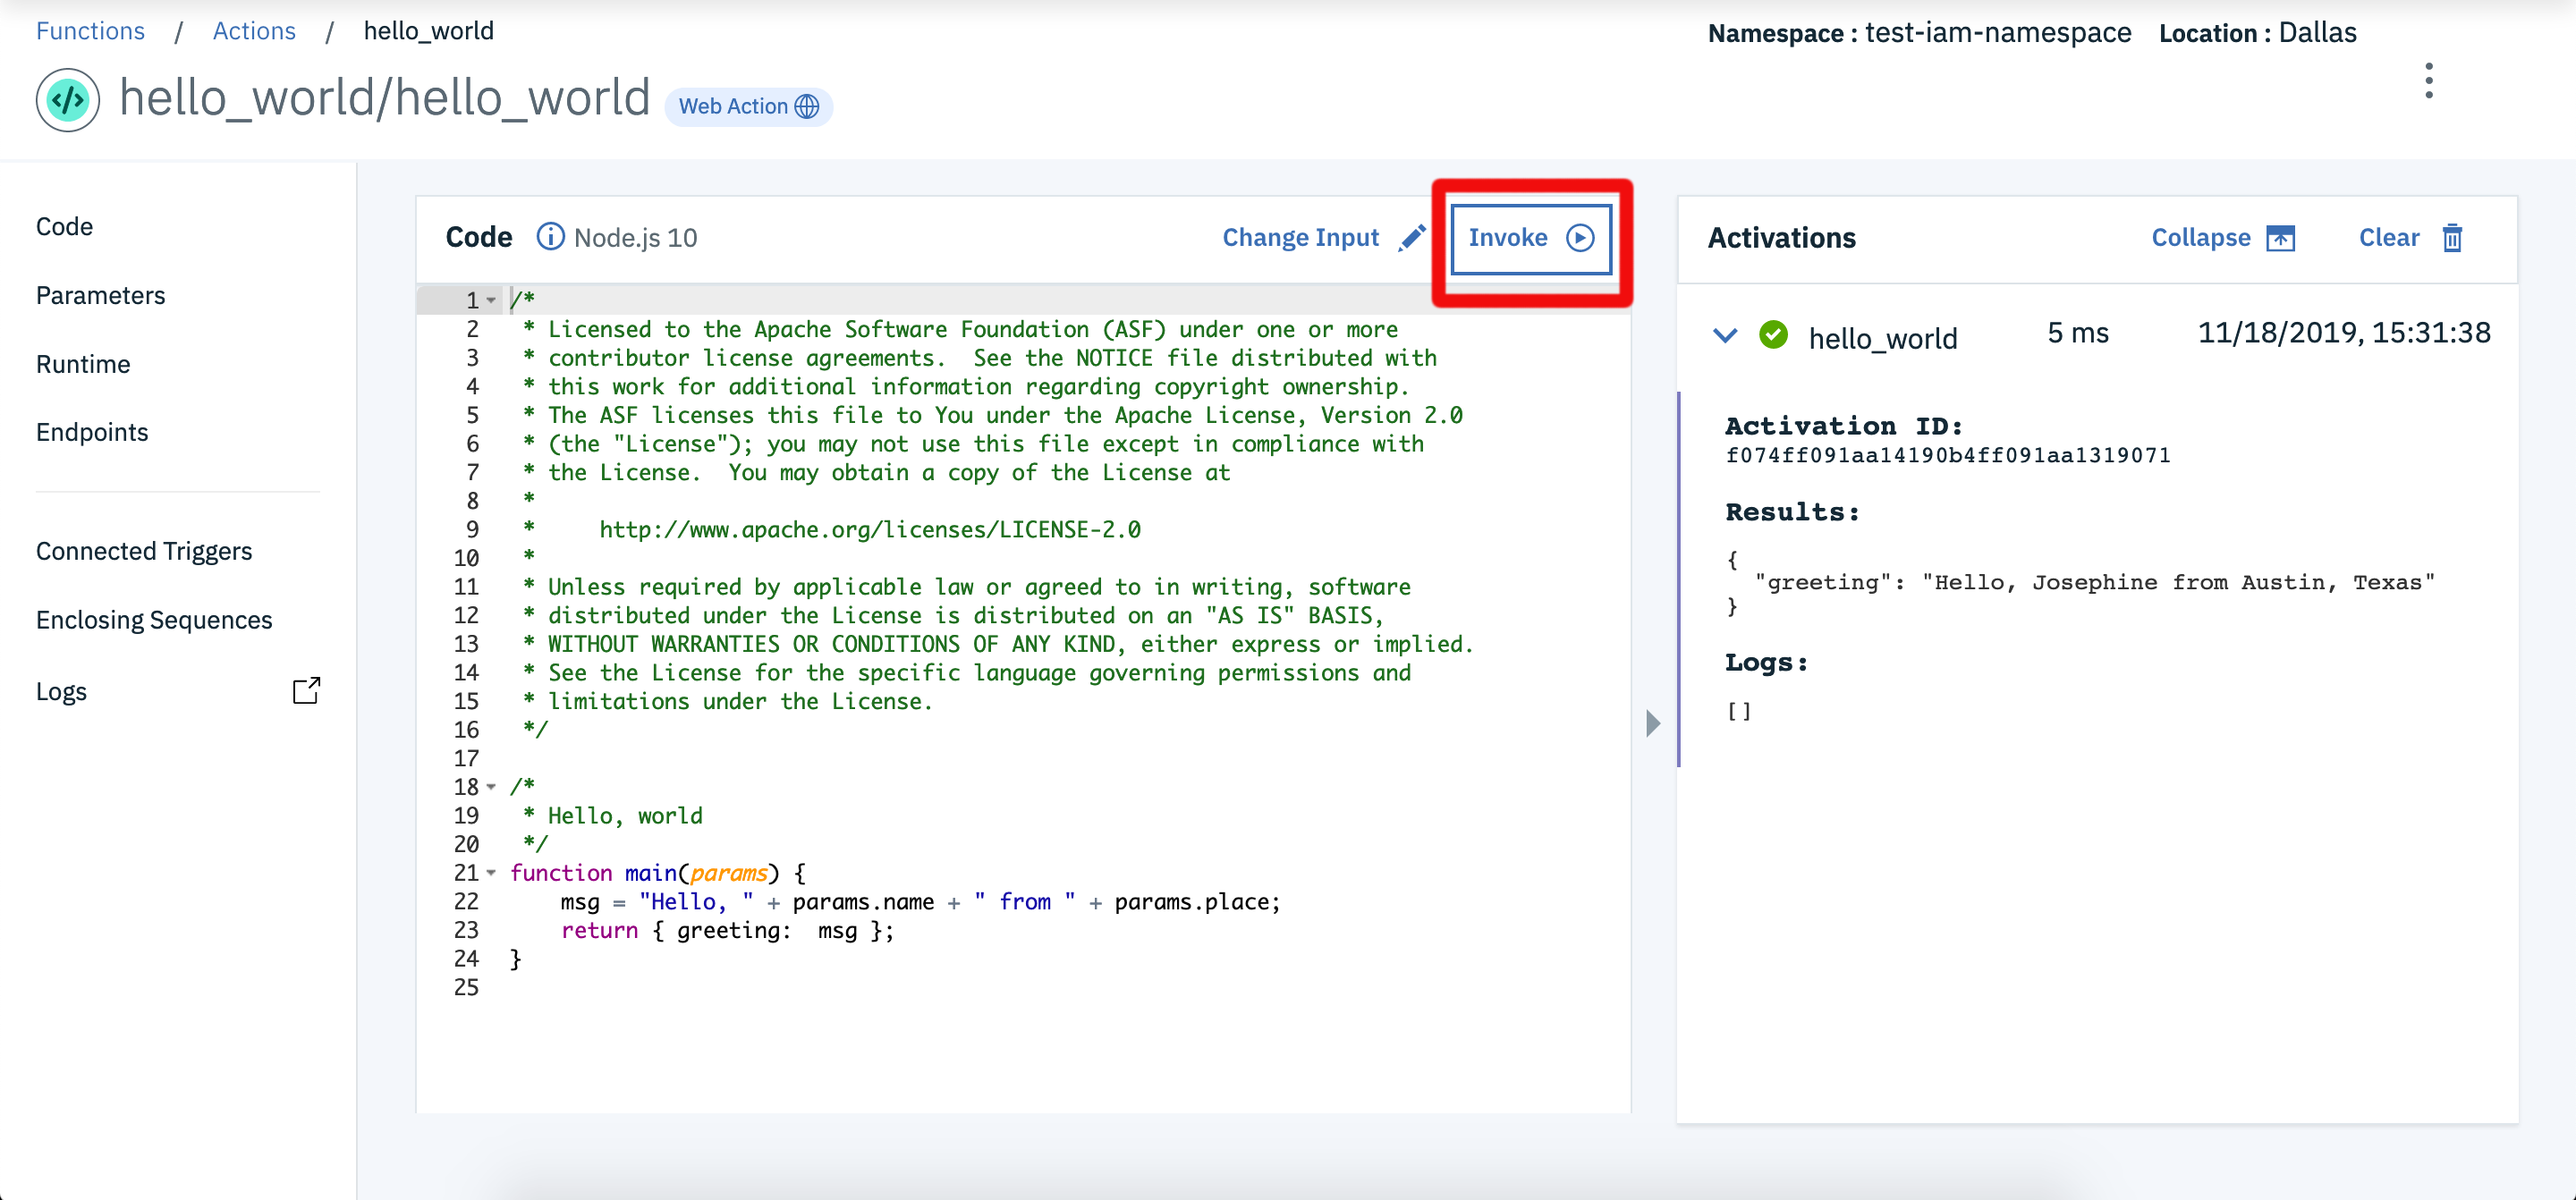 Functions / Actions / hello_world
Namespace : test-iam-namespace Location : Dallas
</> hello_world/hello_world Web Action
Code
Parameters
Runtime
Endpoints
Connected Triggers
Enclosing Sequences
Logs
Code Node.js 10 Change Input Invoke
1 /*
2  * Licensed to the Apache Software Foundation (ASF) under one or more
3  * contributor license agreements.  See the NOTICE file distributed with
4  * this work for additional information regarding copyright ownership.
5  * The ASF licenses this file to You under the Apache License, Version 2.0
6  * (the "License"); you may not use this file except in compliance with
7  * the License.  You may obtain a copy of the License at
8  *
9  *     http://www.apache.org/licenses/LICENSE-2.0
10  *
11  * Unless required by applicable law or agreed to in writing, software
12  * distributed under the License is distributed on an "AS IS" BASIS,
13  * WITHOUT WARRANTIES OR CONDITIONS OF ANY KIND, either express or implied.
14  * See the License for the specific language governing permissions and
15  * limitations under the License.
16  */
17
18 /*
19  * Hello, world
20  */
21 function main(params) {
22     msg = "Hello, " + params.name + " from " + params.place;
23     return { greeting:  msg };
24 }
25
Activations Collapse Clear
hello_world 5 ms 11/18/2019, 15:31:38
Activation ID:
f074ff091aa14190b4ff091aa1319071
Results:
{
  "greeting": "Hello, Josephine from Austin, Texas"
}
Logs:
[]